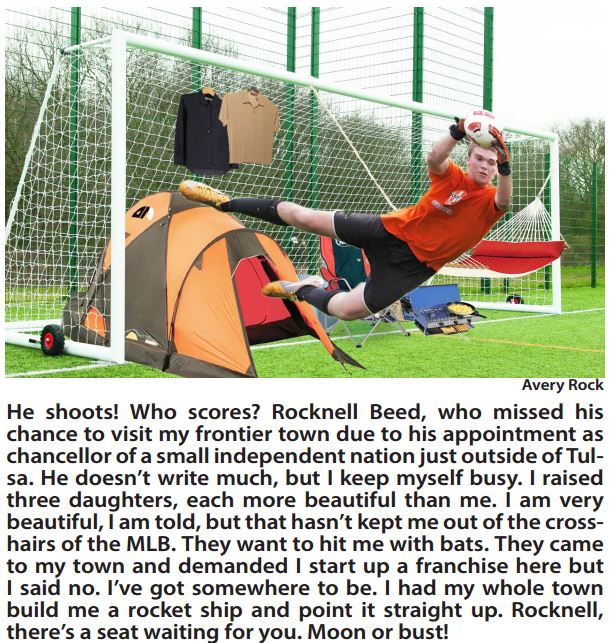 Avery Rock
He shoots! Who scores? Rocknell Beed, who missed his
chance to visit my frontier town due to his appointment as
chancellor of a small independent nation just outside of Tul-
sa. He doesn’t write much, but I keep myself busy. I raised
three daughters, each more beautiful than me. I am very
beautiful, I am told, but that hasn’t kept me out of the cross-
hairs of the MLB. They want to hit me with bats. They came
to my town and demanded I start up a franchise here but
I said no. I’ve got somewhere to be. I had my whole town
build me a rocket ship and point it straight up. Rocknell,
there’s a seat waiting for you. Moon or bust!